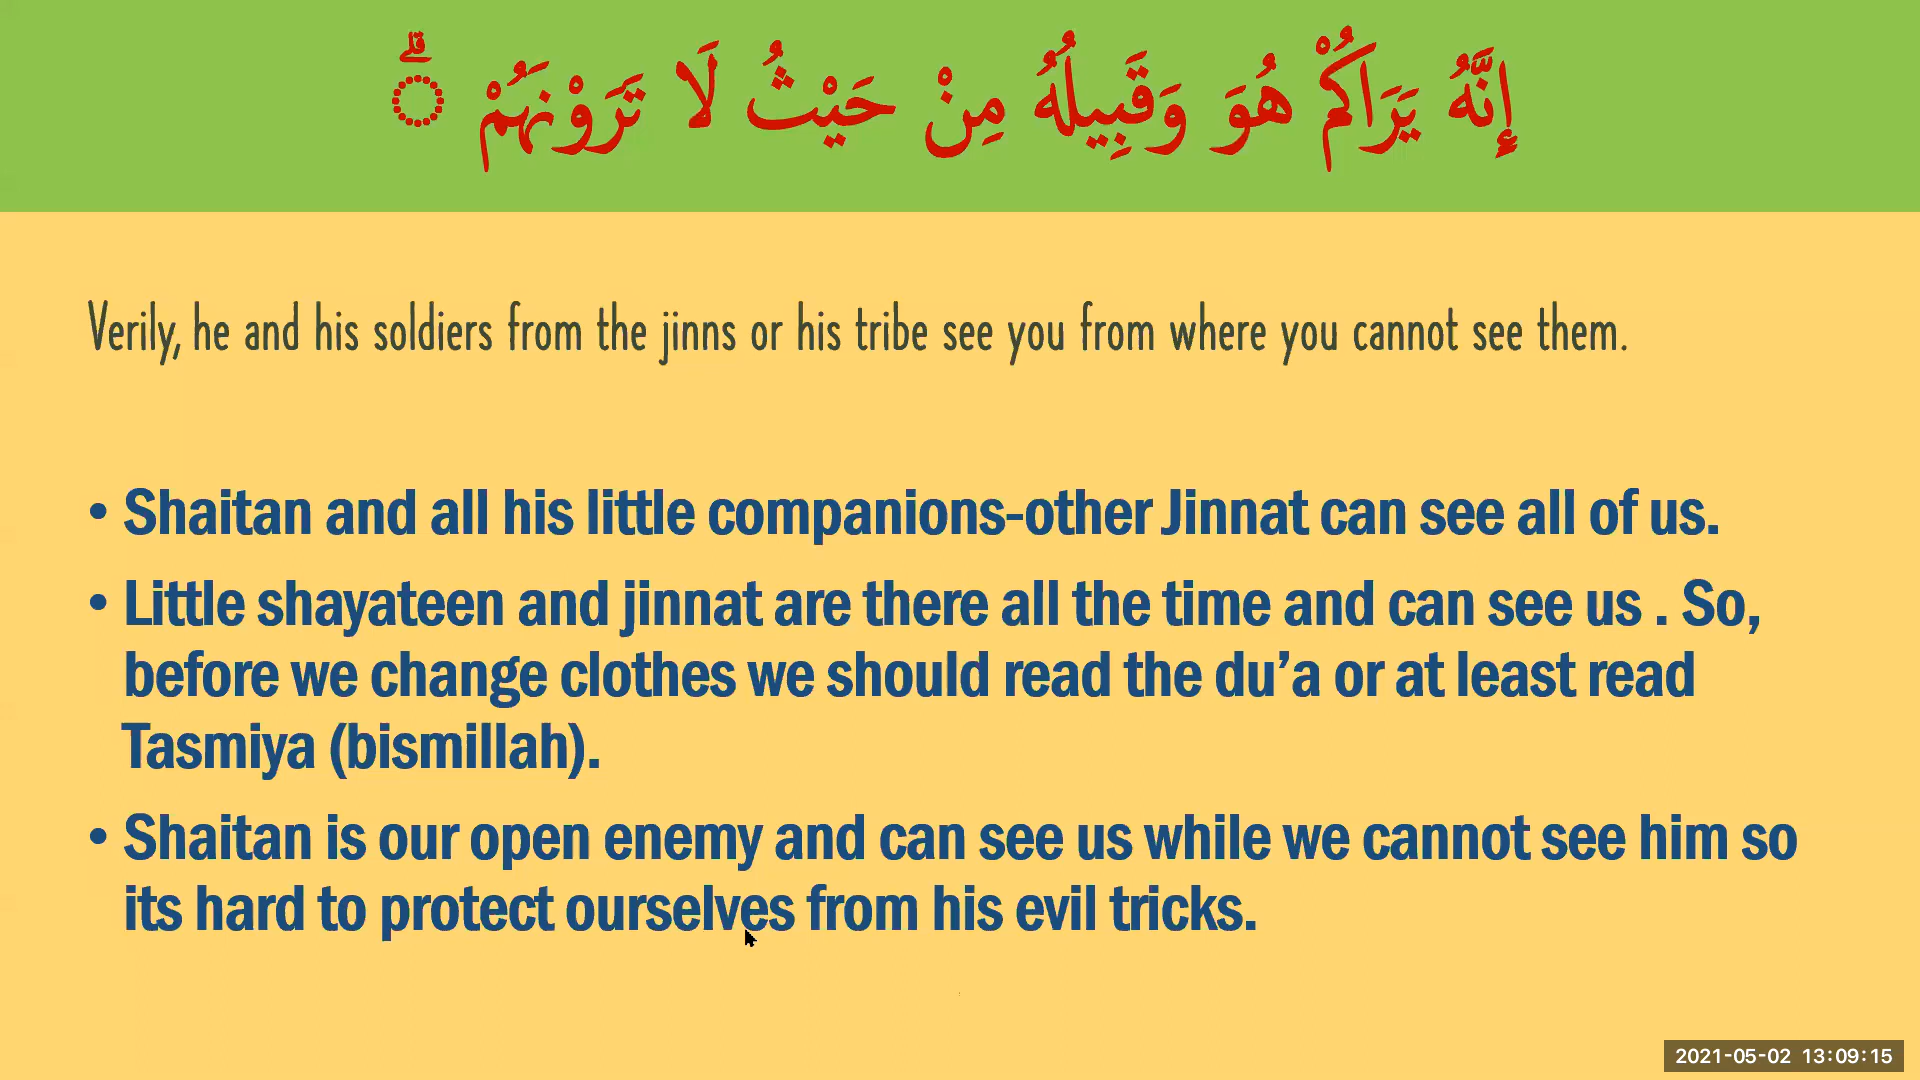 إِنَّهُ يَرَاكُمْ هُوَ وَقَبِيلُهُ مِنْ حَيْثُ لَا تَرَوْنَهُمْ ۗ
Verily, he and his soldiers from the jinns or his tribe see you from where you cannot see them.
• Shaitan and all his little companions-other Jinnat can see all of us.
• Little shayateen and jinnat are there all the time and can see us . So,
before we change clothes we should read the du’a or at least read
Tasmiya (bismillah).
• Shaitan is our open enemy and can see us while we cannot see him so
its hard to protect ourselves from his evil tricks.
2021-05-02 13:09:15